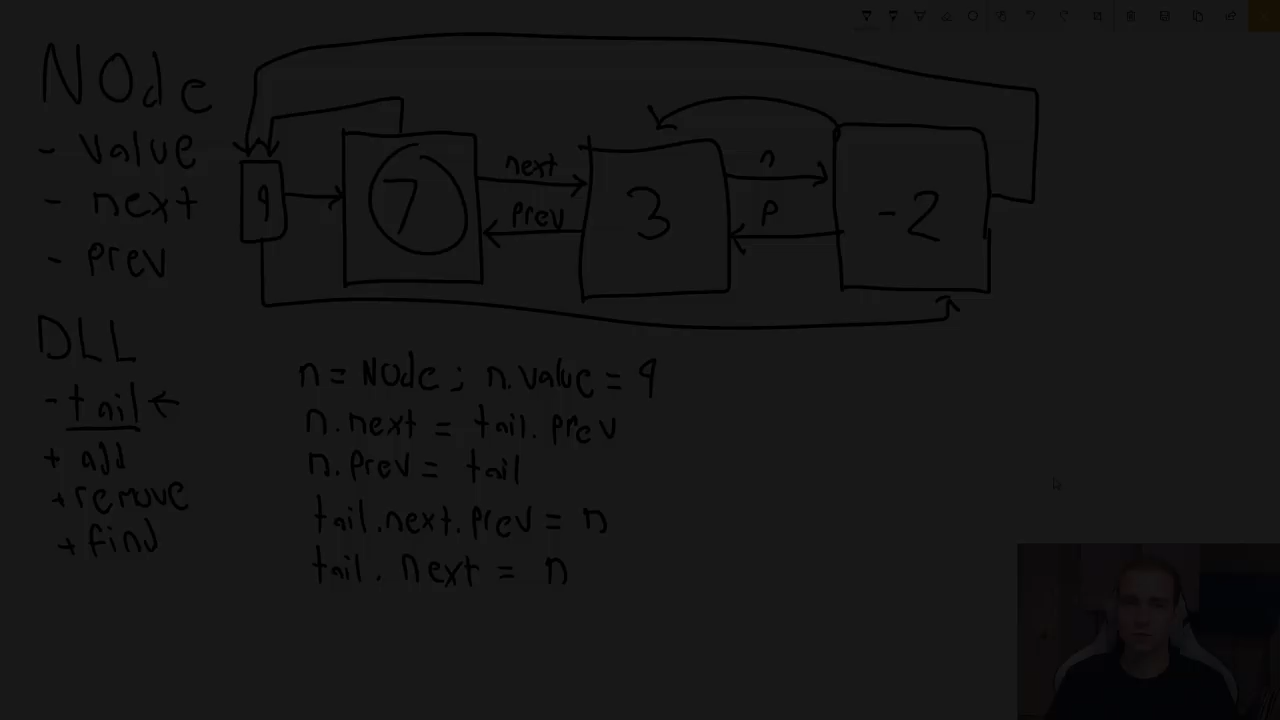 Node
- value
- next
- prev
9
7
next
prev
3
n
p
-2
DLL
- tail ←
+ add
+ remove
+ find
n = Node ; n.value = 9
n.next = tail.prev
n.prev = tail
tail.next.prev = n
tail.next = n